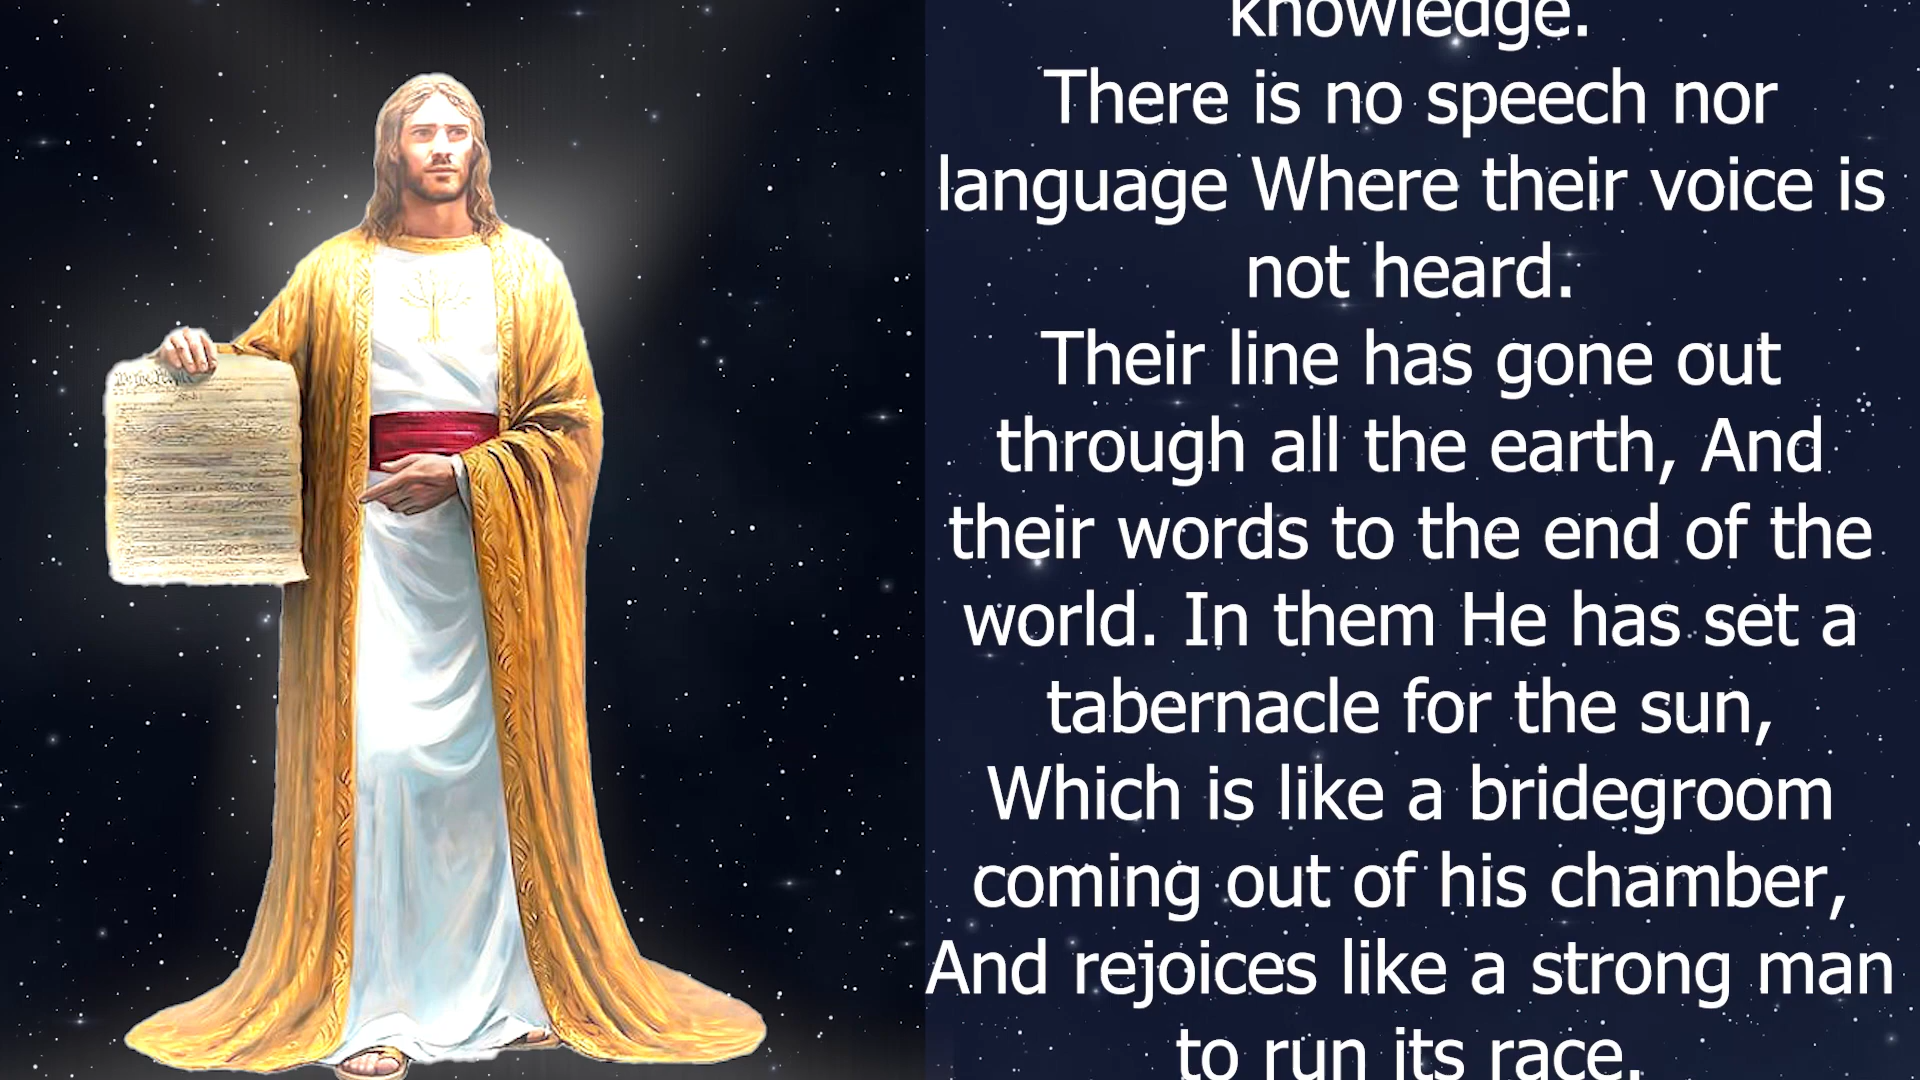 knowledge.
There is no speech nor
language Where their voice is
not heard.
Their line has gone out
through all the earth, And
their words to the end of the
world. In them He has set a
tabernacle for the sun,
Which is like a bridegroom
coming out of his chamber,
And rejoices like a strong man
to run its race.
We the People